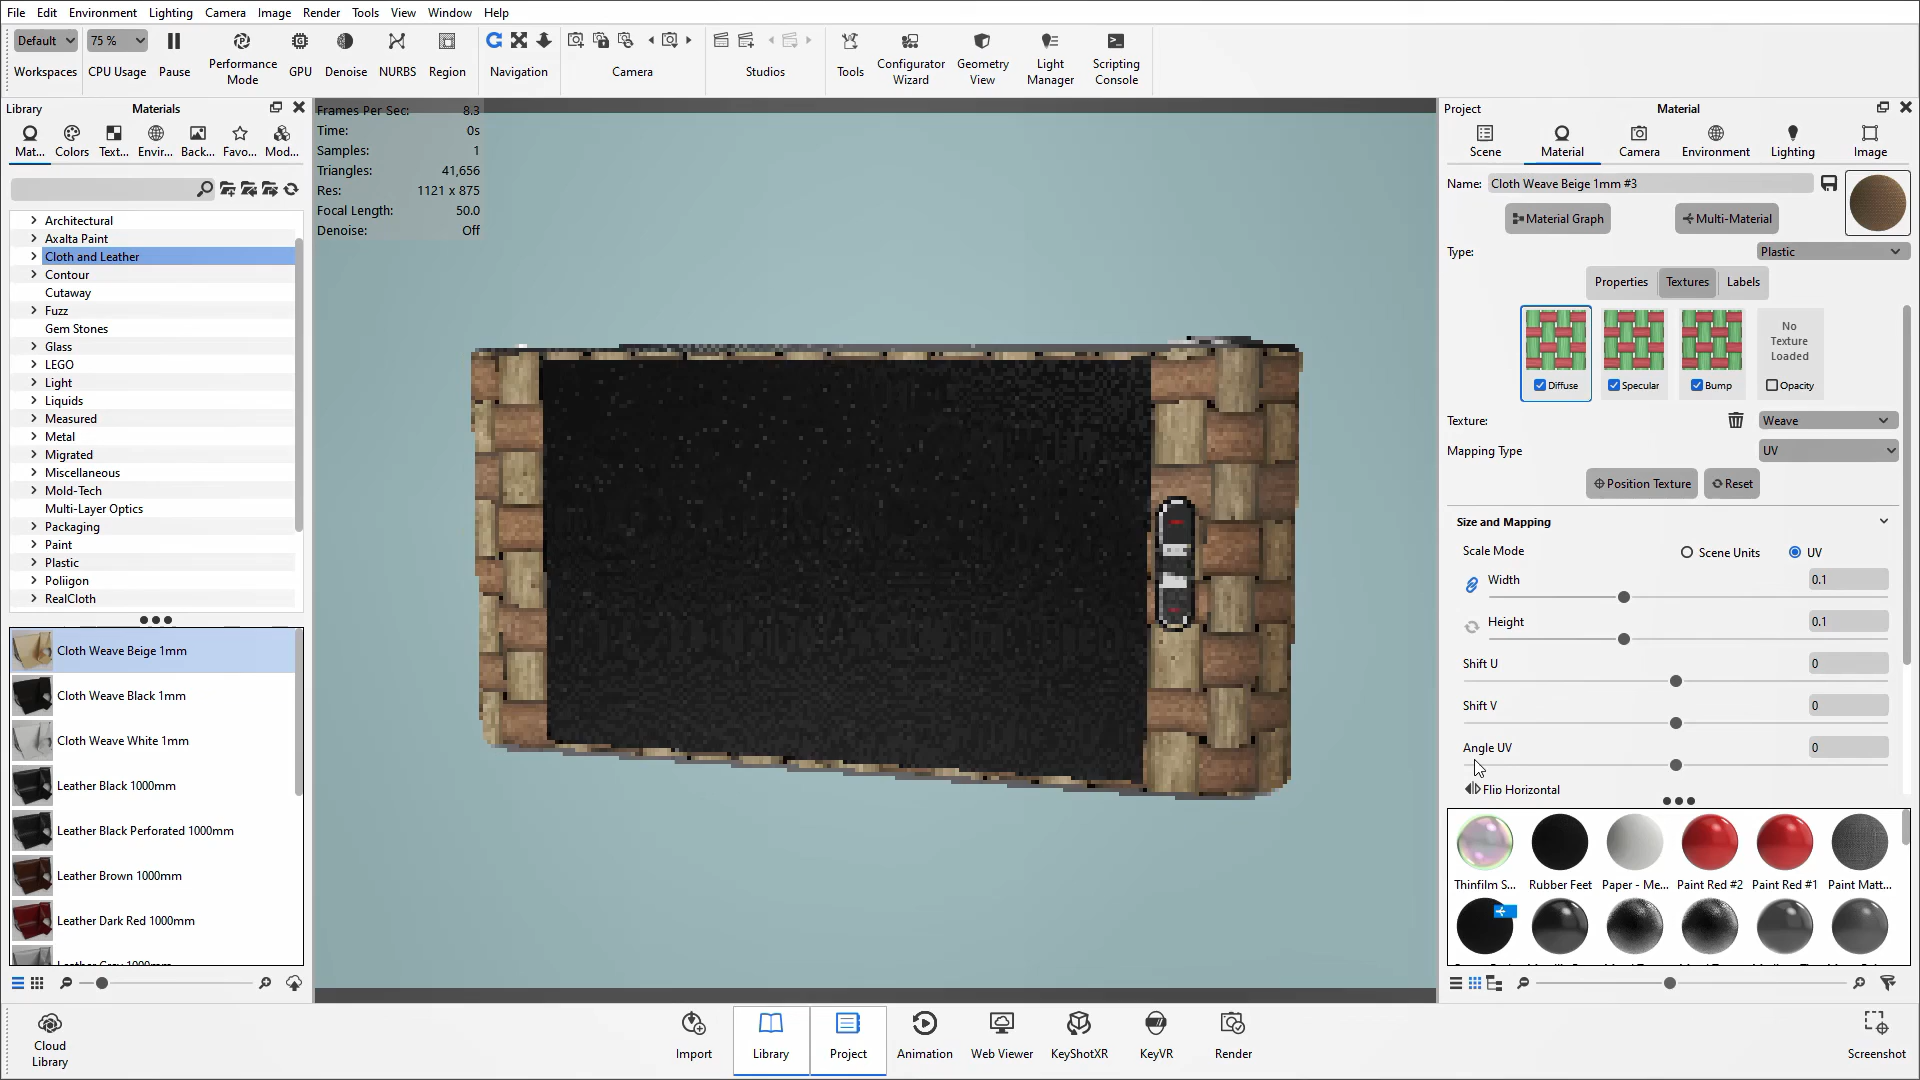 File Edit Environment Lighting Camera Image Render Tools View Window Help
Default 75 %
Workspaces CPU Usage Pause Performance Mode GPU Denoise NURBS Region Navigation Camera Studios Tools Configurator Wizard Geometry View Light Manager Scripting Console
Library Materials
Mat... Colors Text... Envir... Back... Favo... Mod...
Architectural
Axalta Paint
Cloth and Leather
Contour
Cutaway
Fuzz
Gem Stones
Glass
LEGO
Light
Liquids
Measured
Metal
Migrated
Miscellaneous
Mold-Tech
Multi-Layer Optics
Packaging
Paint
Plastic
Poliigon
RealCloth
Cloth Weave Beige 1mm
Cloth Weave Black 1mm
Cloth Weave White 1mm
Leather Black 1000mm
Leather Black Perforated 1000mm
Leather Brown 1000mm
Leather Dark Red 1000mm
Leather Gray 1000mm
Frames Per Sec: 8.3
Time: 0s
Samples: 1
Triangles: 41,656
Res: 1121 x 875
Focal Length: 50.0
Denoise: Off
Project Material
Scene Material Camera Environment Lighting Image
Name: Cloth Weave Beige 1mm #3
Material Graph Multi-Material
Type: Plastic
Properties Textures Labels
No Texture Loaded
Diffuse Specular Bump Opacity
Texture: Weave
Mapping Type UV
Position Texture Reset
Size and Mapping
Scale Mode Scene Units UV
Width 0.1
Height 0.1
Shift U 0
Shift V 0
Angle UV 0
Flip Horizontal
Thinfilm S... Rubber Feet Paper - Me... Paint Red #2 Paint Red #1 Paint Matt...
Cloud Library Import Library Project Animation Web Viewer KeyShotXR KeyVR Render Screenshot